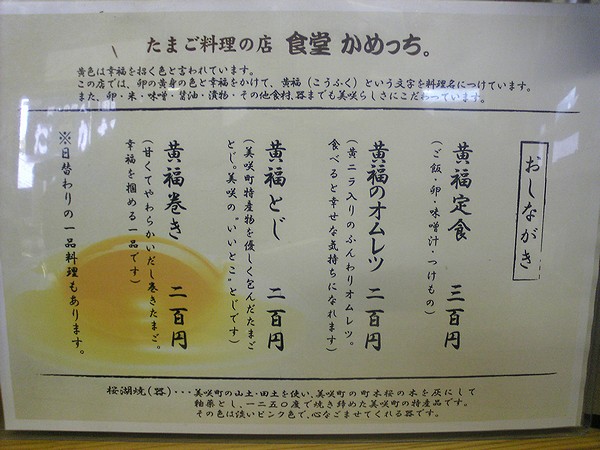 たまご料理の店 食堂 かめっち。
黄色は幸福を招く色と言われています。
この店では、卵の黄身の色と幸福をかけて、黄福(こうふく)という文字を料理名につけています。
また、卵・米・味噌・醤油・漬物・その他食材、器までも美咲らしさにこだわっています。
おしながき
黄福定食 三百円
(ご飯・卵・味噌汁・つけもの)
黄福のオムレツ 二百円
(黄ニラ入りのふんわりオムレツ。
食べると幸せな気持ちになれます)
黄福とじ 二百円
(美咲町特産物を優しく包んだたまご
とじ。美咲の〝いいとこ〟とじです)
黄福巻き 二百円
(甘くてやわらかいだし巻きたまご。
幸福を掴める一品です)
※日替わりの一品料理もあります。
桜湖焼(器)・・・美咲町の山土・田土を使い、美咲町の町木桜の木を灰にして
釉薬とし、一二五〇度で焼き締めた美咲町の特産品です。
その色は淡いピンク色で、心なごませてくれる器です。